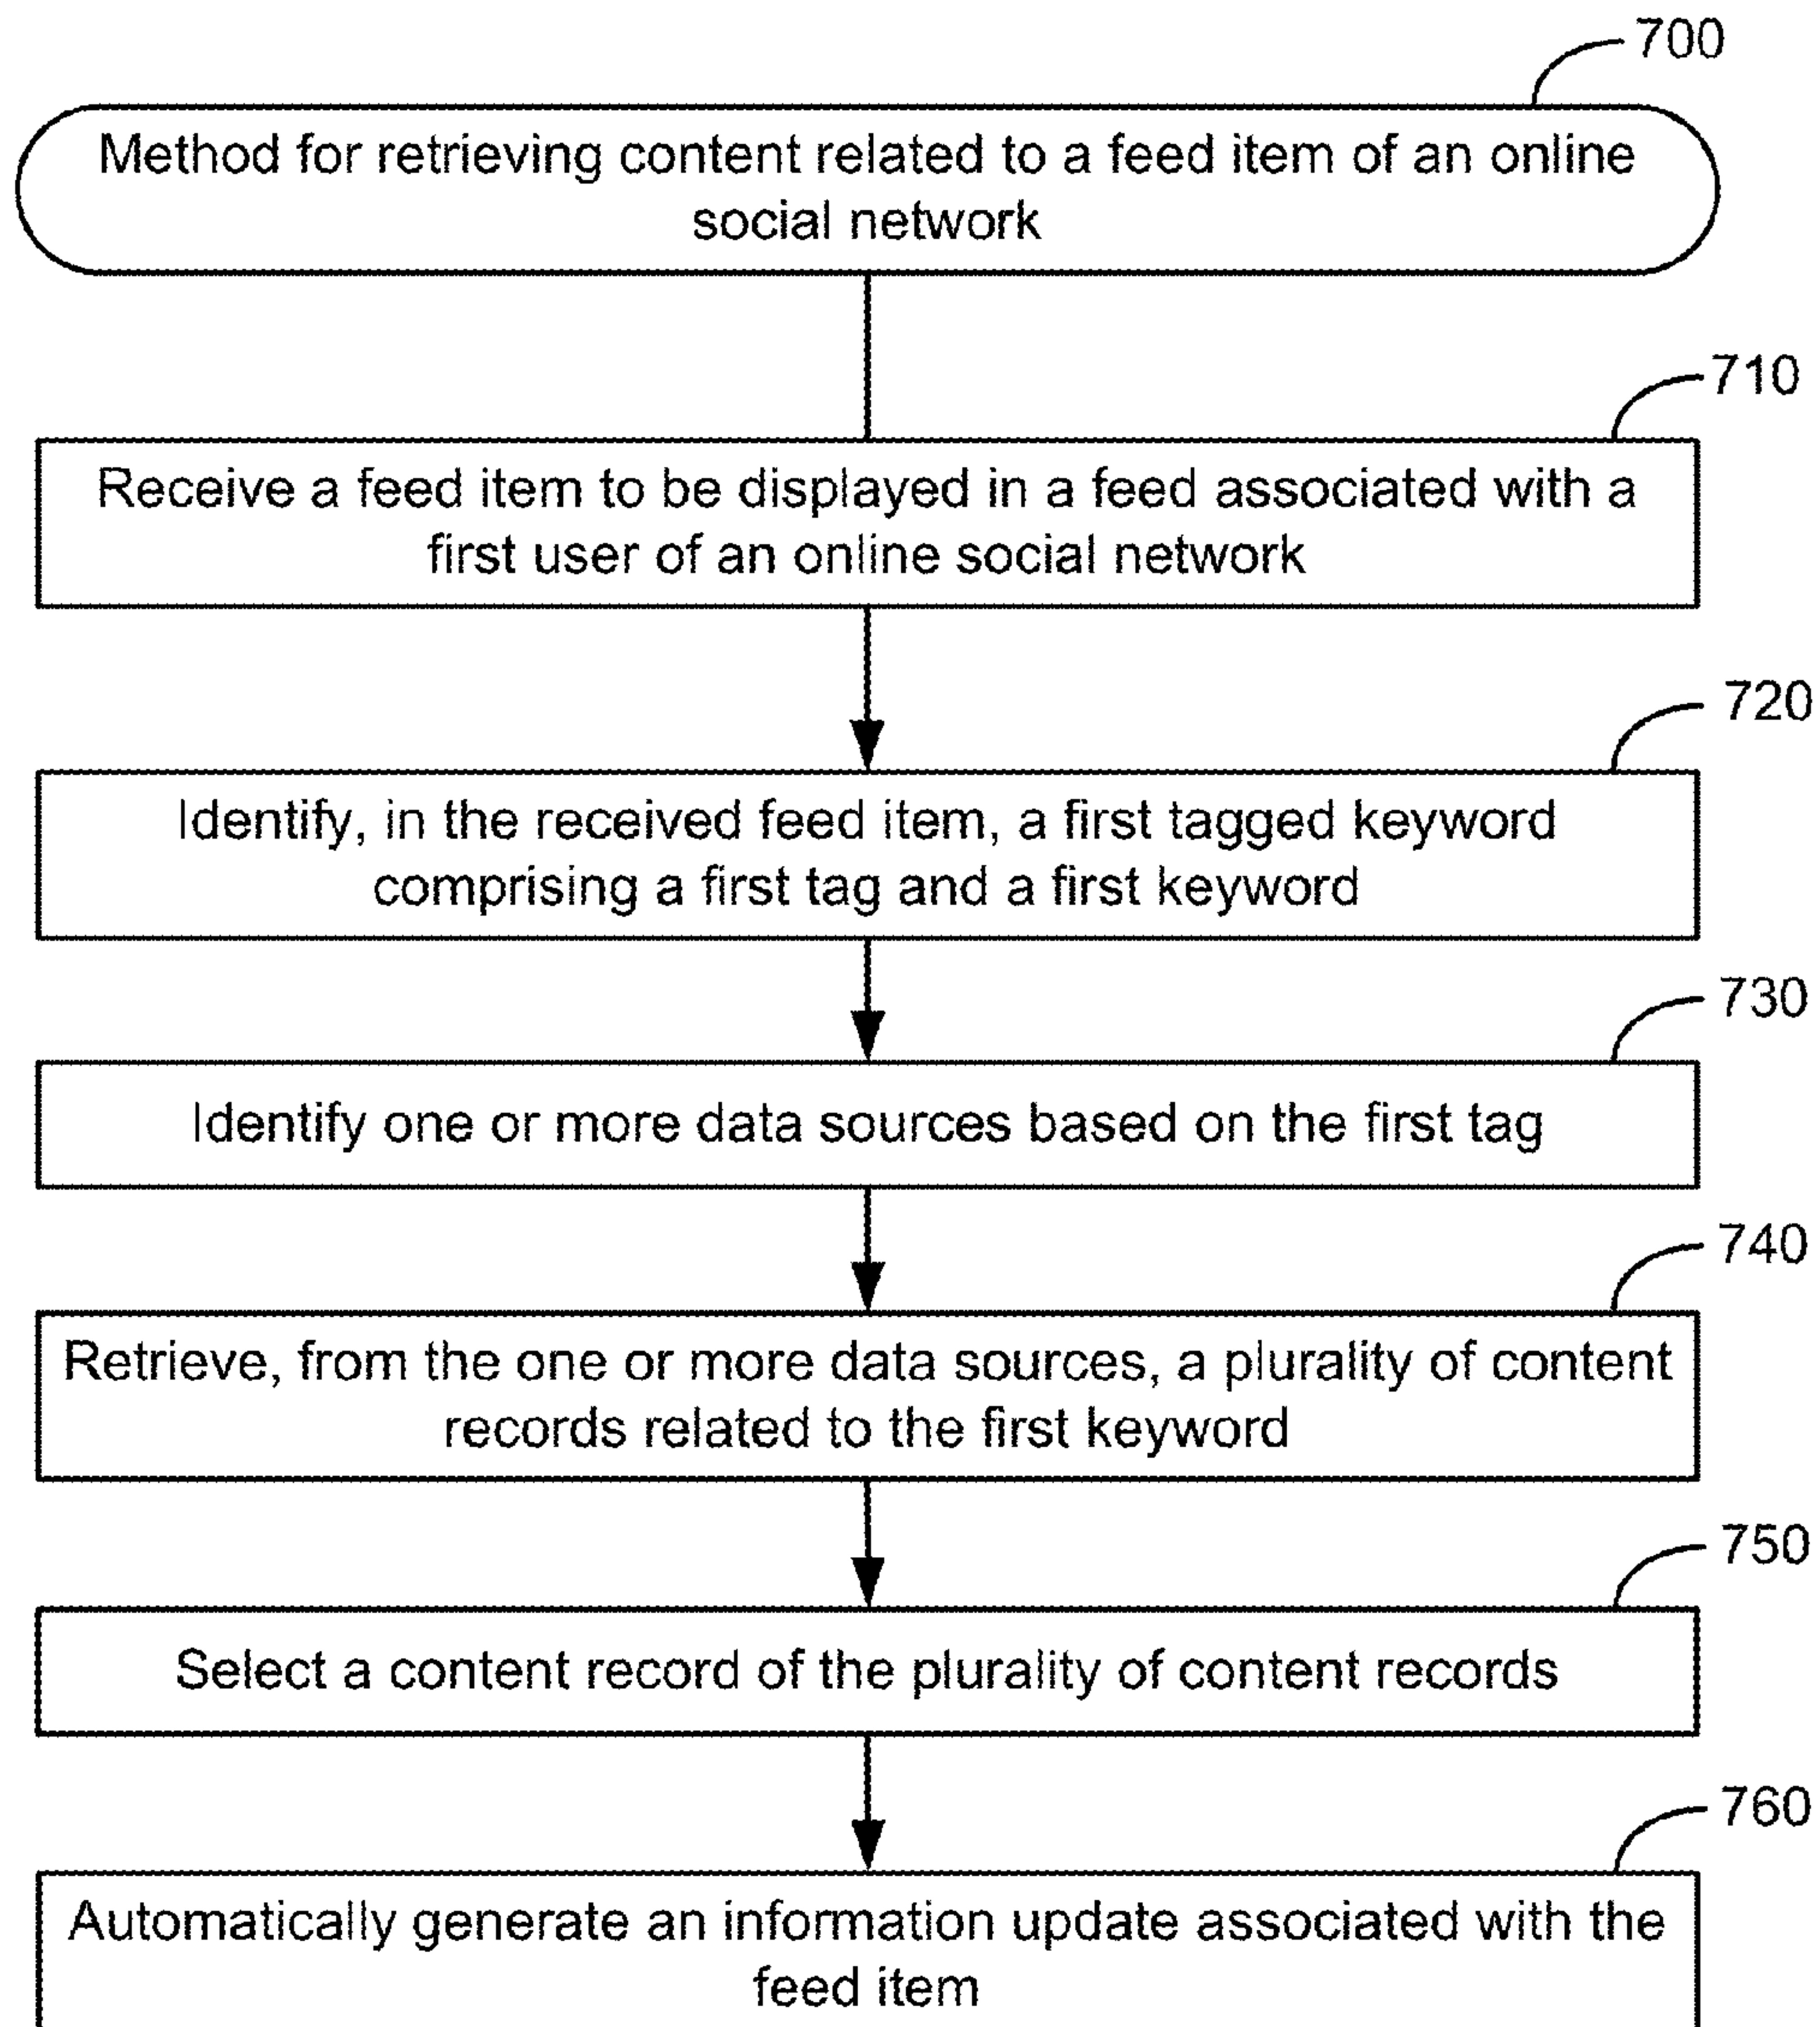 700
Method for retrieving content related to a feed item of an online
social network
710
Receive a feed item to be displayed in a feed associated with a
first user of an online social network
720
Identify, in the received feed item, a first tagged keyword
comprising a first tag and a first keyword
730
Identify one or more data sources based on the first tag
740
Retrieve, from the one or more data sources, a plurality of content
records related to the first keyword
750
Select a content record of the plurality of content records
760
Automatically generate an information update associated with the
feed item